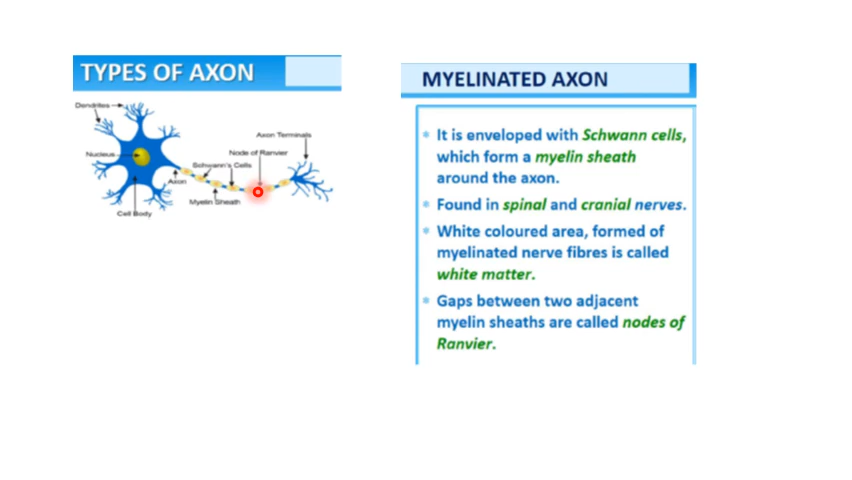 TYPES OF AXON
Dendrites
Axon Terminals
Node of Ranvier
Nucleus
Schwann's Cells
Axon
Myelin Sheath
Cell Body
MYELINATED AXON
It is enveloped with Schwann cells,
which form a myelin sheath
around the axon.
Found in spinal and cranial nerves.
White coloured area, formed of
myelinated nerve fibres is called
white matter.
Gaps between two adjacent
myelin sheaths are called nodes of
Ranvier.